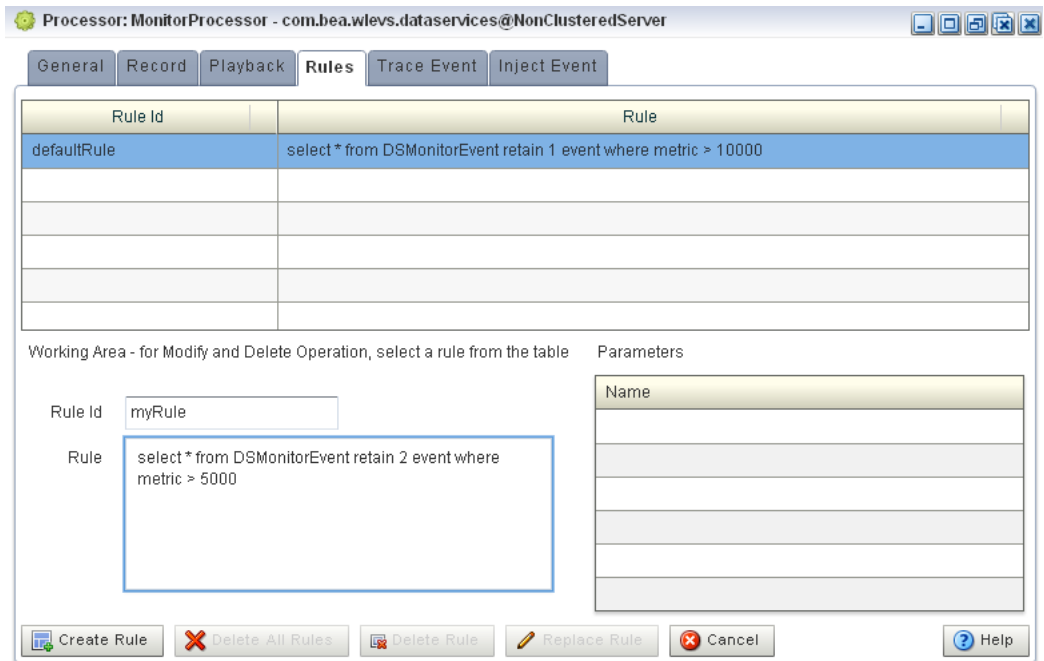 Processor: MonitorProcessor - com.bea.wlevs.dataservices@NonClusteredServer
General Record Playback Rules Trace Event Inject Event
Rule Id Rule
defaultRule select * from DSMonitorEvent retain 1 event where metric > 10000
Working Area - for Modify and Delete Operation, select a rule from the table Parameters
Name
Rule Id myRule
Rule select * from DSMonitorEvent retain 2 event where
metric > 5000
Create Rule Delete All Rules Delete Rule Replace Rule Cancel ? Help